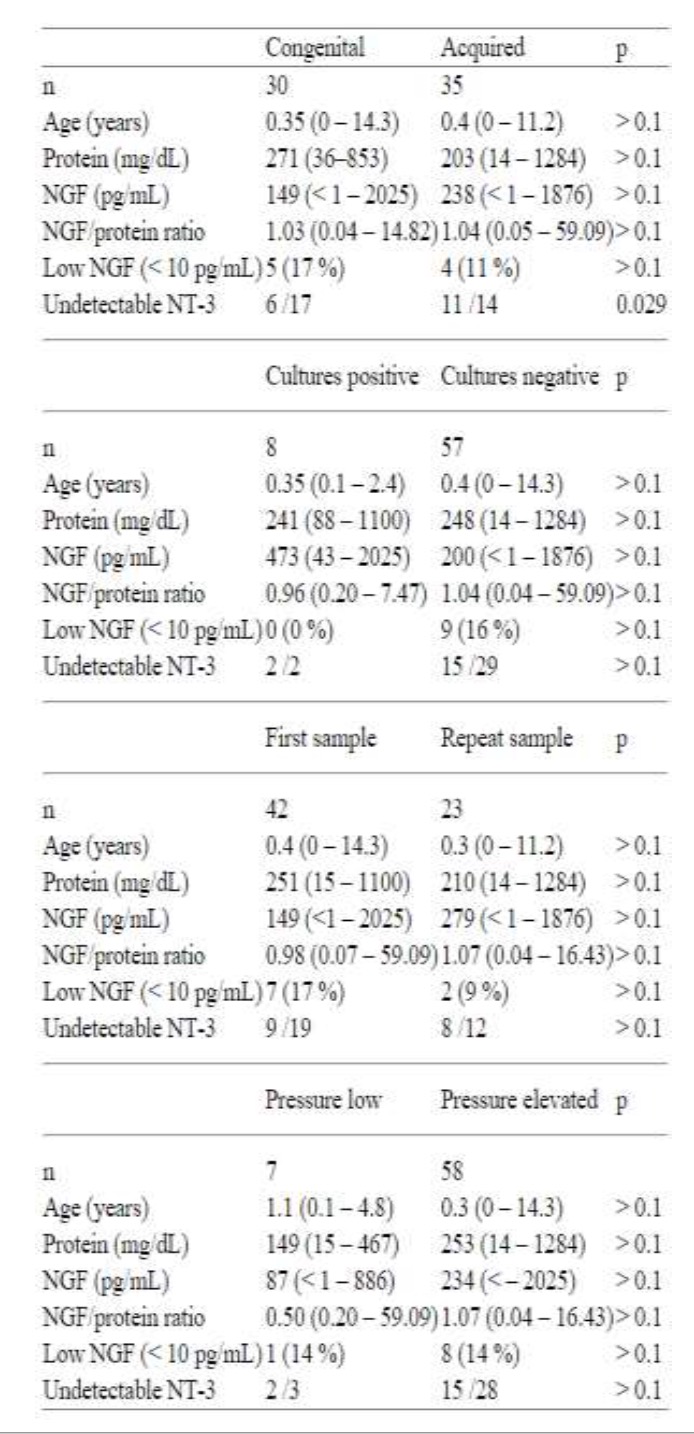 Congenital Acquired p
n 30 35
Age (years) 0.35 (0 – 14.3) 0.4 (0 – 11.2) > 0.1
Protein (mg/dL) 271 (36–853) 203 (14 – 1284) > 0.1
NGF (pg/mL) 149 (< 1 – 2025) 238 (< 1 – 1876) > 0.1
NGF/protein ratio 1.03 (0.04 – 14.82) 1.04 (0.05 – 59.09) > 0.1
Low NGF (< 10 pg/mL) 5 (17 %) 4 (11 %) > 0.1
Undetectable NT-3 6 /17 11 /14 0.029
Cultures positive Cultures negative p
n 8 57
Age (years) 0.35 (0.1 – 2.4) 0.4 (0 – 14.3) > 0.1
Protein (mg/dL) 241 (88 – 1100) 248 (14 – 1284) > 0.1
NGF (pg/mL) 473 (43 – 2025) 200 (< 1 – 1876) > 0.1
NGF/protein ratio 0.96 (0.20 – 7.47) 1.04 (0.04 – 59.09) > 0.1
Low NGF (< 10 pg/mL) 0 (0 %) 9 (16 %) > 0.1
Undetectable NT-3 2 /2 15 /29 > 0.1
First sample Repeat sample p
n 42 23
Age (years) 0.4 (0 – 14.3) 0.3 (0 – 11.2) > 0.1
Protein (mg/dL) 251 (15 – 1100) 210 (14 – 1284) > 0.1
NGF (pg/mL) 149 (<1 – 2025) 279 (< 1 – 1876) > 0.1
NGF/protein ratio 0.98 (0.07 – 59.09) 1.07 (0.04 – 16.43) > 0.1
Low NGF (< 10 pg/mL) 7 (17 %) 2 (9 %) > 0.1
Undetectable NT-3 9 /19 8 /12 > 0.1
Pressure low Pressure elevated p
n 7 58
Age (years) 1.1 (0.1 – 4.8) 0.3 (0 – 14.3) > 0.1
Protein (mg/dL) 149 (15 – 467) 253 (14 – 1284) > 0.1
NGF (pg/mL) 87 (< 1 – 886) 234 (< – 2025) > 0.1
NGF/protein ratio 0.50 (0.20 – 59.09) 1.07 (0.04 – 16.43) > 0.1
Low NGF (< 10 pg/mL) 1 (14 %) 8 (14 %) > 0.1
Undetectable NT-3 2 /3 15 /28 > 0.1